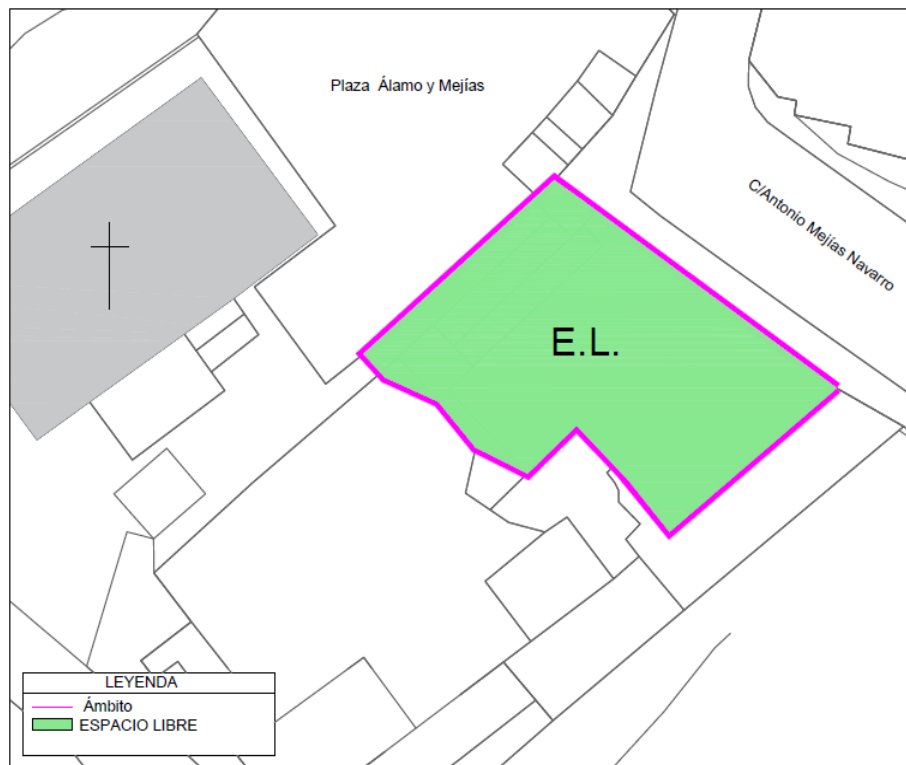 Plaza Álamo y Mejías
C/Antonio Mejías Navarro
E.L.
LEYENDA
Ámbito
ESPACIO LIBRE